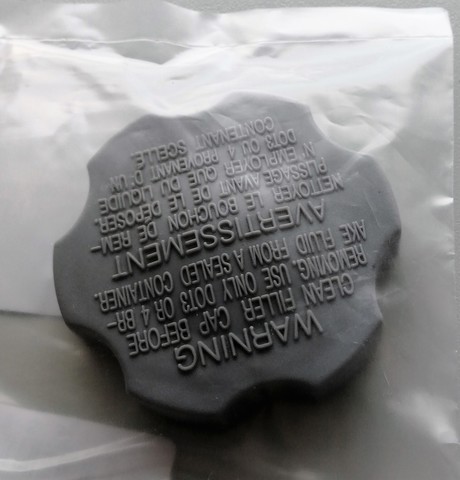 WARNING
CLEAN FILLER CAP BEFORE
REMOVING. USE ONLY DOT3 OR 4 BR-
AKE FLUID FROM A SEALED CONTAINER.
AVERTISSEMENT
NETTOYER LE BOUCHON DE REM-
PLISSAGE AVANT DE LE DEPOSER.
N' EMPLOYER QUE DU LIQUIDE
DOT3 OU 4 PROVENANT D'UN
CONTENANT SCELLE.